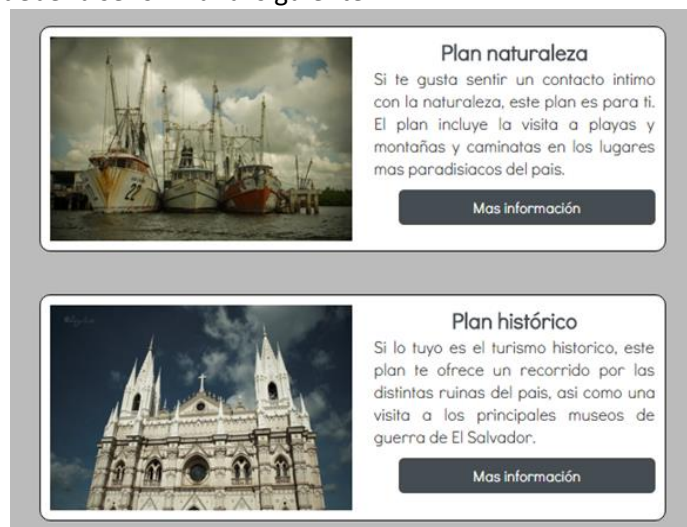 Plan naturaleza
Si te gusta sentir un contacto intimo
con la naturaleza, este plan es para ti.
El plan incluye la visita a playas y
montañas y caminatas en los lugares
mas paradisiacos del pais.
Mas información
22
Plan histórico
Si lo tuyo es el turismo historico, este
plan te ofrece un recorrido por las
distintas ruinas del pais, asi como una
visita a los principales museos de
guerra de El Salvador.
Mas información